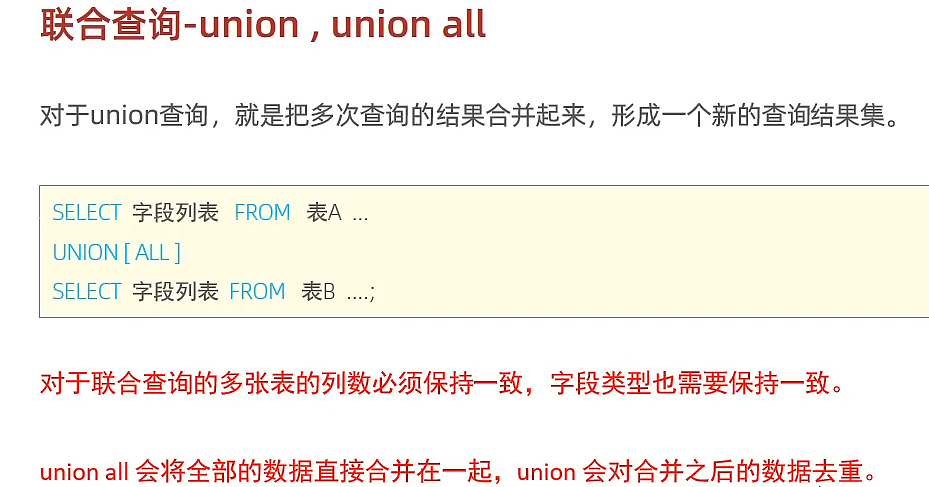 联合查询-union , union all
对于union查询，就是把多次查询的结果合并起来，形成一个新的查询结果集。
SELECT 字段列表 FROM 表A ...
UNION [ ALL ]
SELECT 字段列表 FROM 表B ....;
对于联合查询的多张表的列数必须保持一致，字段类型也需要保持一致。
union all 会将全部的数据直接合并在一起，union 会对合并之后的数据去重。